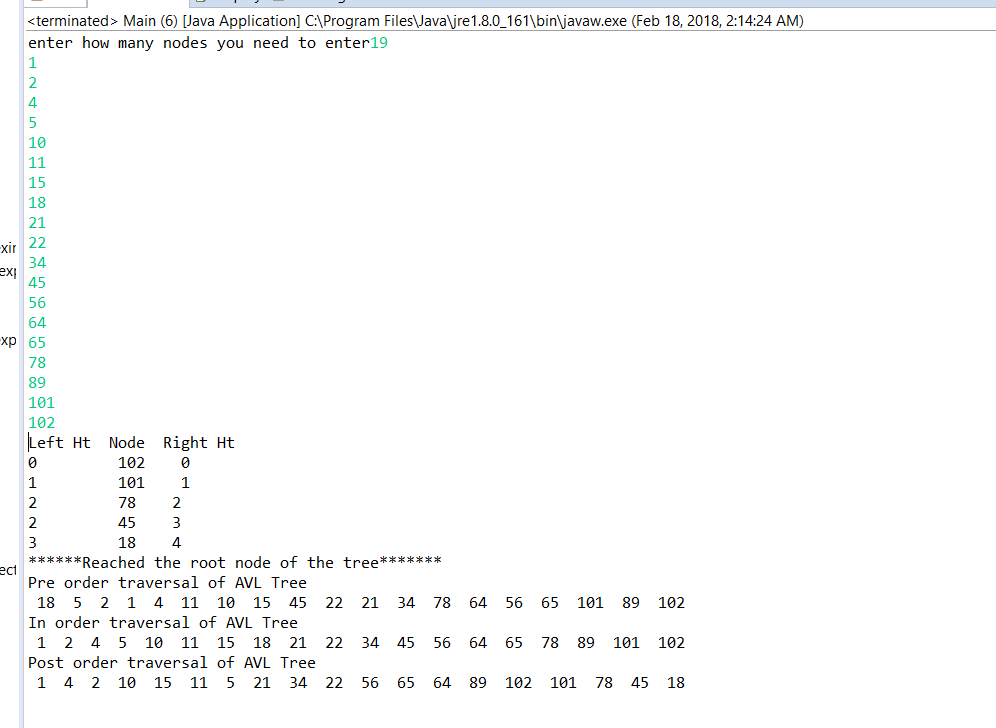 <terminated> Main (6) [Java Application] C:\Program Files\Java\jre1.8.0_161\bin\javaw.exe (Feb 18, 2018, 2:14:24 AM)
enter how many nodes you need to enter19
1
2
4
5
10
11
15
18
21
22
34
45
56
64
65
78
89
101
102
Left Ht  Node  Right Ht
0         102    0
1         101    1
2         78    2
2         45    3
3         18    4
******Reached the root node of the tree*******
Pre order traversal of AVL Tree
 18  5  2  1  4  11  10  15  45  22  21  34  78  64  56  65  101  89  102
In order traversal of AVL Tree
 1  2  4  5  10  11  15  18  21  22  34  45  56  64  65  78  89  101  102
Post order traversal of AVL Tree
 1  4  2  10  15  11  5  21  34  22  56  65  64  89  102  101  78  45  18